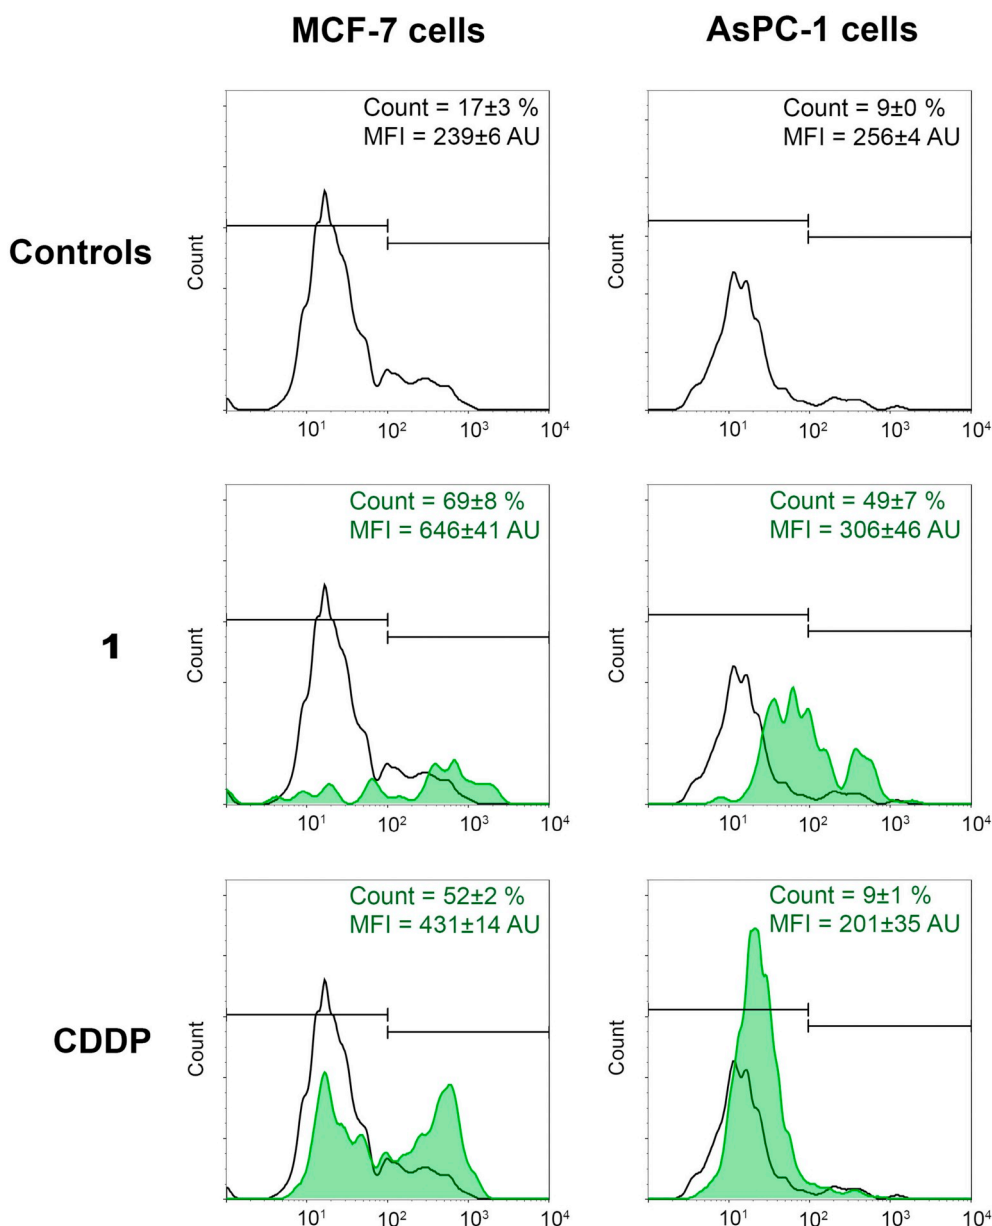 MCF-7 cells
AsPC-1 cells
Controls
Count
Count = 17±3 %
MFI = 239±6 AU
10¹ 10² 10³ 10⁴
Count
Count = 9±0 %
MFI = 256±4 AU
10¹ 10² 10³ 10⁴
1
Count
Count = 69±8 %
MFI = 646±41 AU
10¹ 10² 10³ 10⁴
Count
Count = 49±7 %
MFI = 306±46 AU
10¹ 10² 10³ 10⁴
CDDP
Count
Count = 52±2 %
MFI = 431±14 AU
10¹ 10² 10³ 10⁴
Count
Count = 9±1 %
MFI = 201±35 AU
10¹ 10² 10³ 10⁴